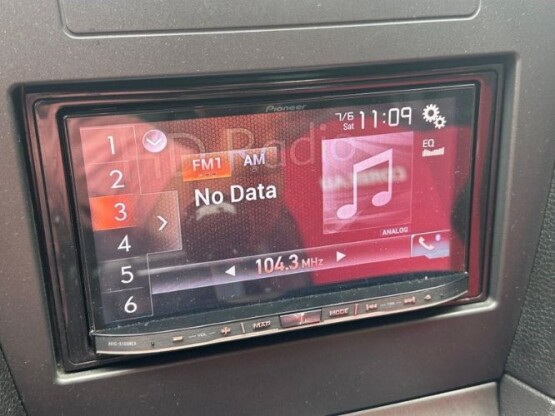 Pioneer
HD Radio
7/6
Sat
11:09
1
2
3
4
5
6
FM1
AM
EQ
No Data
ANALOG
104.3 MHz
MAP
MODE